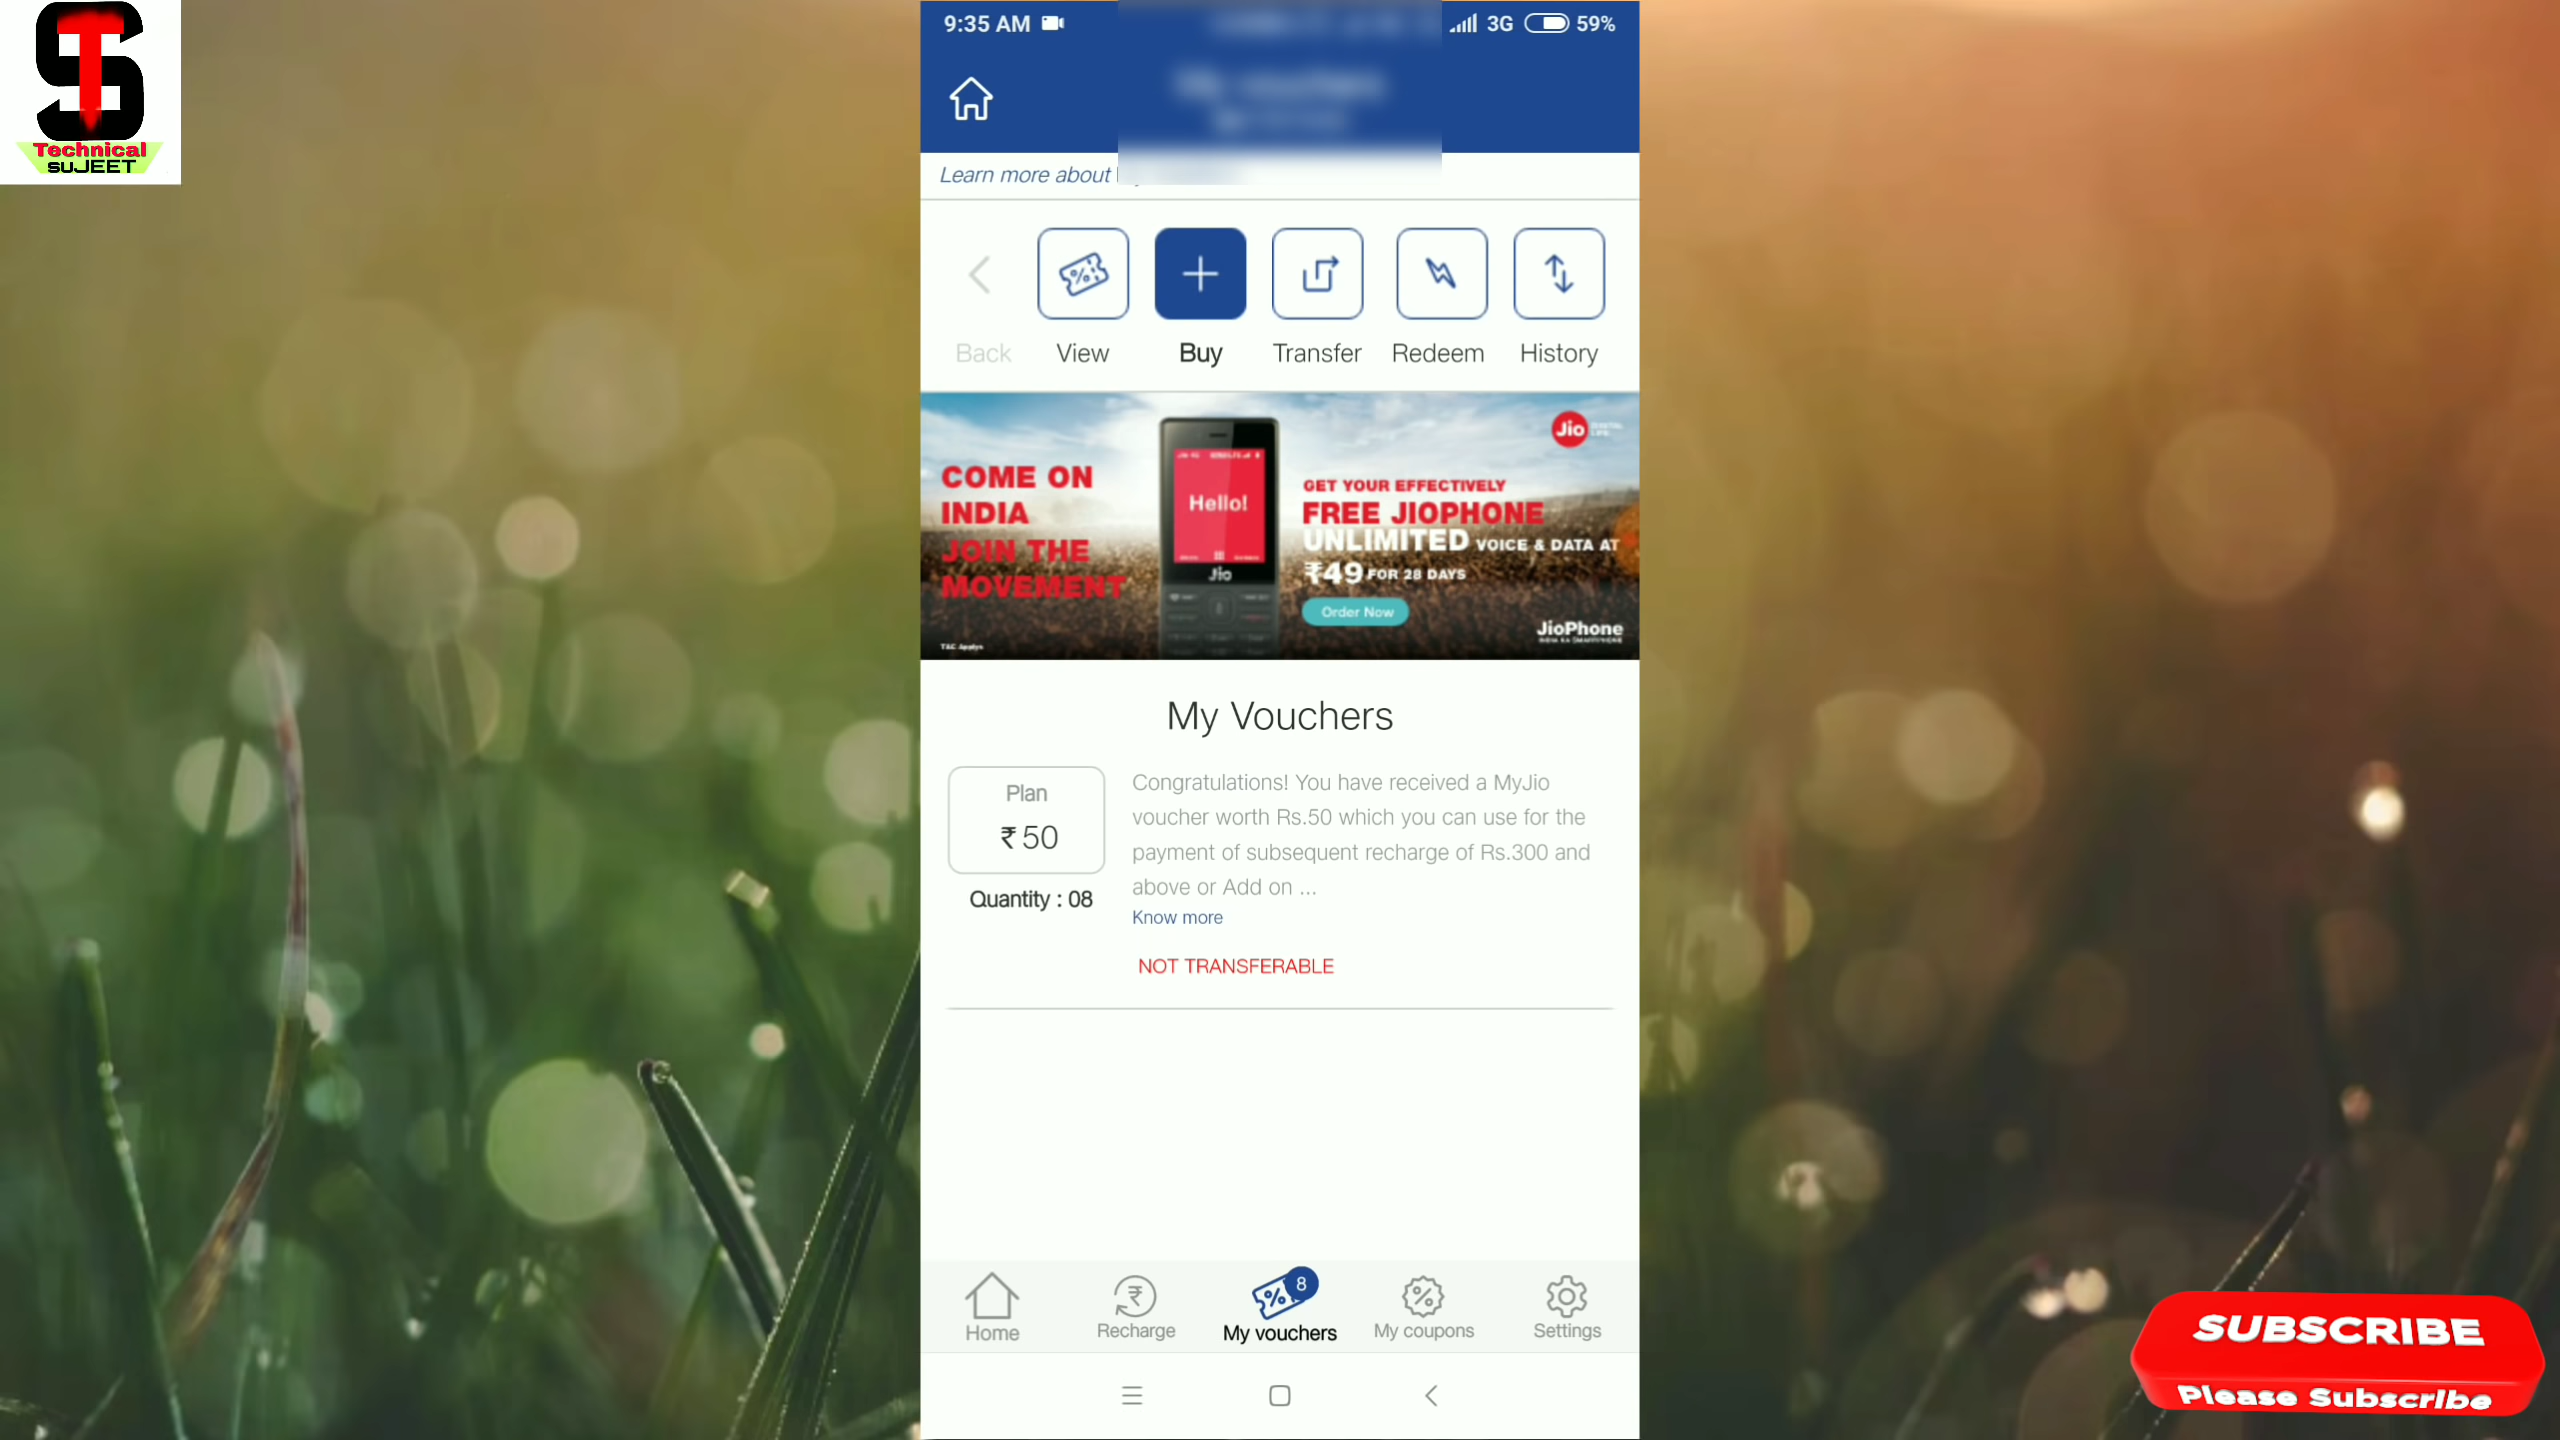 Technical
SUJEET
9:35 AM
3G
59%
Learn more about
Back
View
Buy
Transfer
Redeem
History
COME ON
INDIA
JOIN THE
MOVEMENT
T&C Apply
Hello!
Jio
Jio
GET YOUR EFFECTIVELY
FREE JIOPHONE
UNLIMITED VOICE & DATA AT
₹49 FOR 28 DAYS
Order Now
JioPhone
My Vouchers
Plan
₹ 50
Quantity : 08
Congratulations! You have received a MyJio
voucher worth Rs.50 which you can use for the
payment of subsequent recharge of Rs.300 and
above or Add on ...
Know more
NOT TRANSFERABLE
8
Home
Recharge
My vouchers
My coupons
Settings
SUBSCRIBE
Please Subscribe